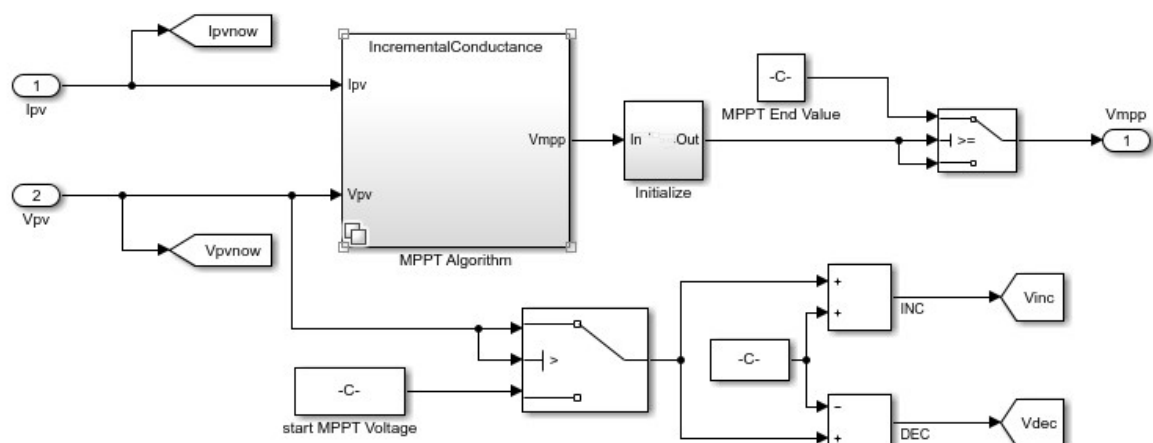 Ipvnow
IncrementalConductance
1
Ipv
Ipv
-C-
MPPT End Value
Vmpp
Vmpp
In
Out
>=
1
Initialize
2
Vpv
Vpv
Vpvnow
MPPT Algorithm
+
+
INC
Vinc
>
-C-
-C-
start MPPT Voltage
-
+
DEC
Vdec